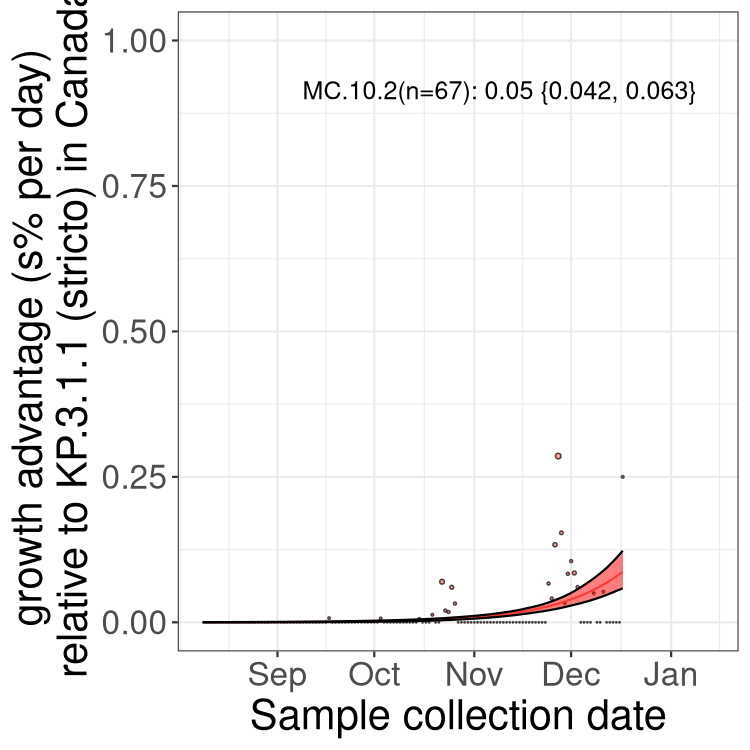 growth advantage (s% per day)
relative to KP.3.1.1 (stricto) in Canada
1.00
0.75
0.50
0.25
0.00
MC.10.2(n=67): 0.05 {0.042, 0.063}
Sep Oct Nov Dec Jan
Sample collection date